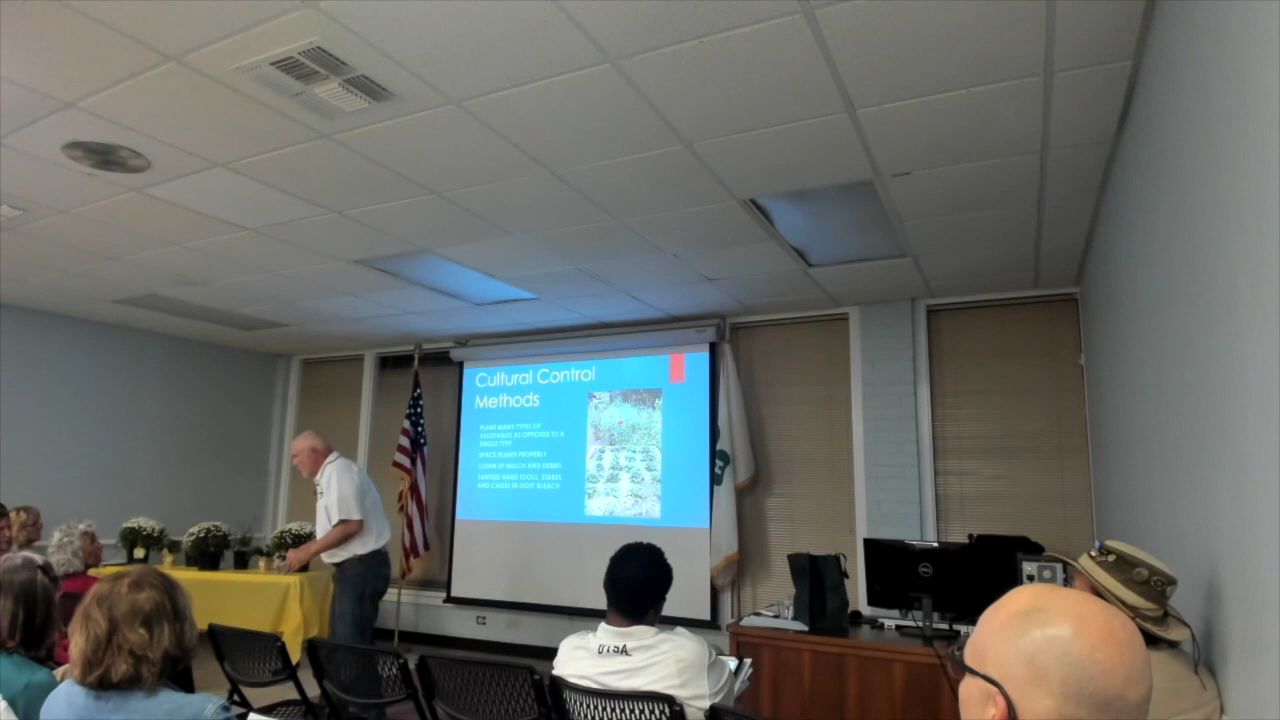 Cultural Control
Methods
PLANT MANY TYPES OF
VEGETABLES AS OPPOSED TO A
SINGLE TYPE
SPACE PLANTS PROPERLY
CLEAN UP MULCH AND DEBRIS
SANITIZE HAND TOOLS, STAKES
AND CAGES IN LIGHT BLEACH
H
DELL